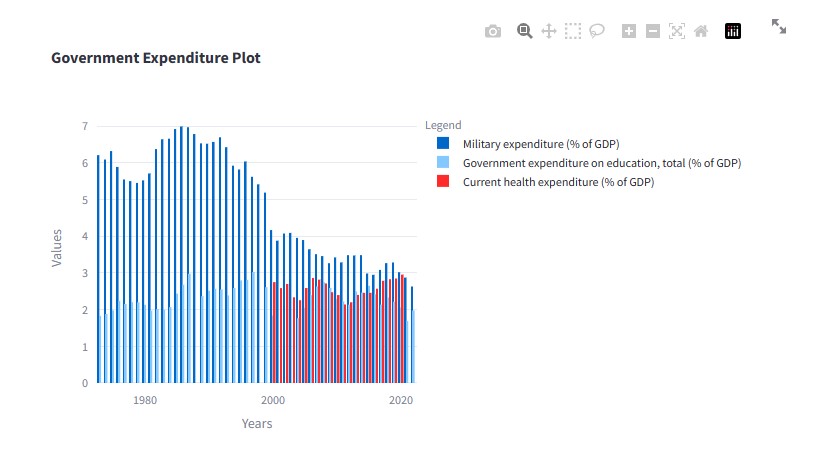 Government Expenditure Plot
7
6
5
4
3
2
1
0
Values
1980
2000
2020
Years
Legend
Military expenditure (% of GDP)
Government expenditure on education, total (% of GDP)
Current health expenditure (% of GDP)